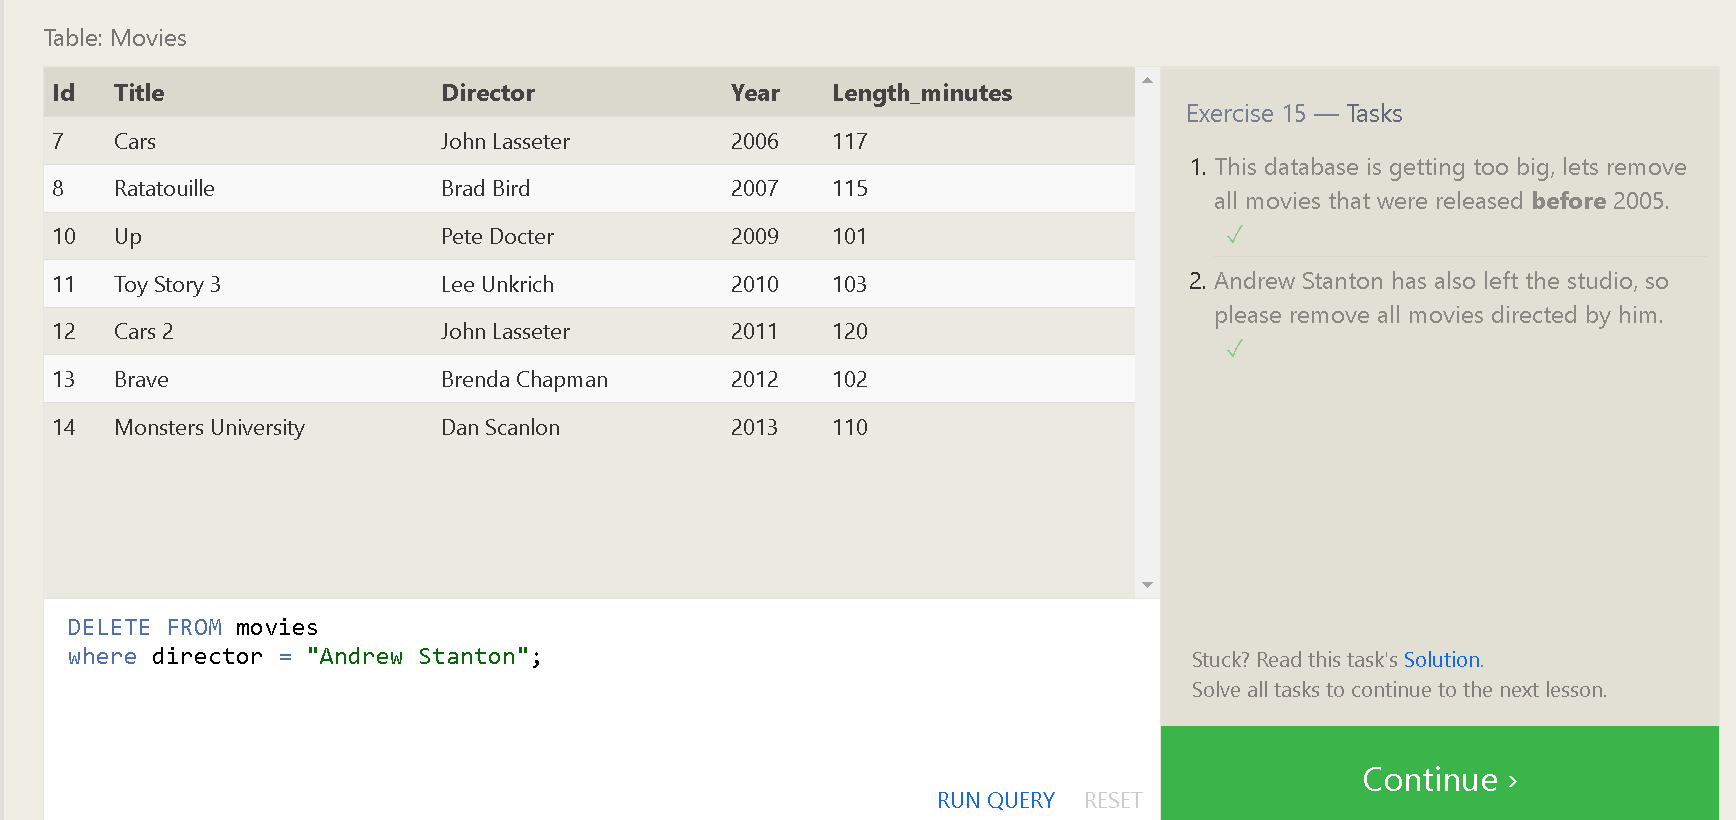 Table: Movies
Id Title Director Year Length_minutes
7 Cars John Lasseter 2006 117
8 Ratatouille Brad Bird 2007 115
10 Up Pete Docter 2009 101
11 Toy Story 3 Lee Unkrich 2010 103
12 Cars 2 John Lasseter 2011 120
13 Brave Brenda Chapman 2012 102
14 Monsters University Dan Scanlon 2013 110
DELETE FROM movies
where director = "Andrew Stanton";
RUN QUERY RESET
Exercise 15 — Tasks
1. This database is getting too big, lets remove
all movies that were released before 2005.
✓
2. Andrew Stanton has also left the studio, so
please remove all movies directed by him.
✓
Stuck? Read this task's Solution.
Solve all tasks to continue to the next lesson.
Continue ›